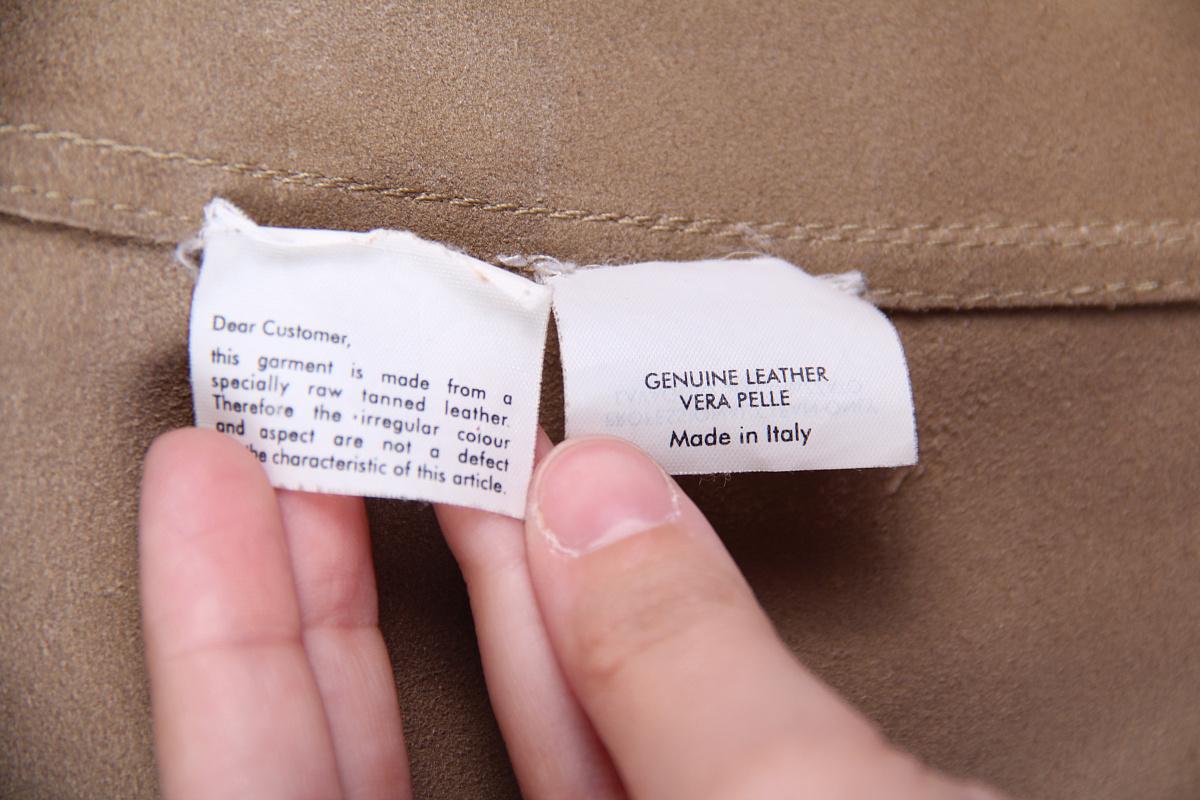 Dear Customer,
this garment is made from a
specially raw tanned leather.
Therefore the irregular colour
and aspect are not a defect
the characteristic of this article.
GENUINE LEATHER
VERA PELLE
Made in Italy